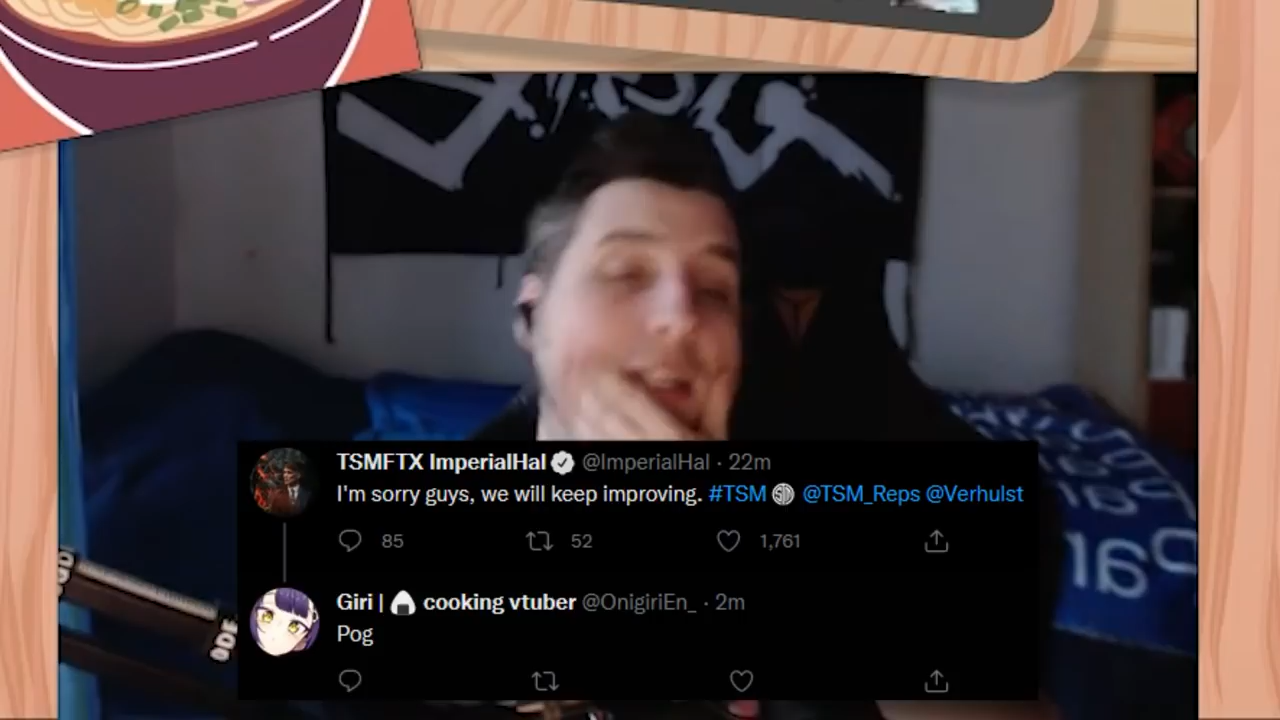 TSMFTX ImperialHal @ImperialHal · 22m
I'm sorry guys, we will keep improving. #TSM @TSM_Reps @Verhulst
85 52 1,761
Giri | 🍙 cooking vtuber @OnigiriEn_ · 2m
Pog